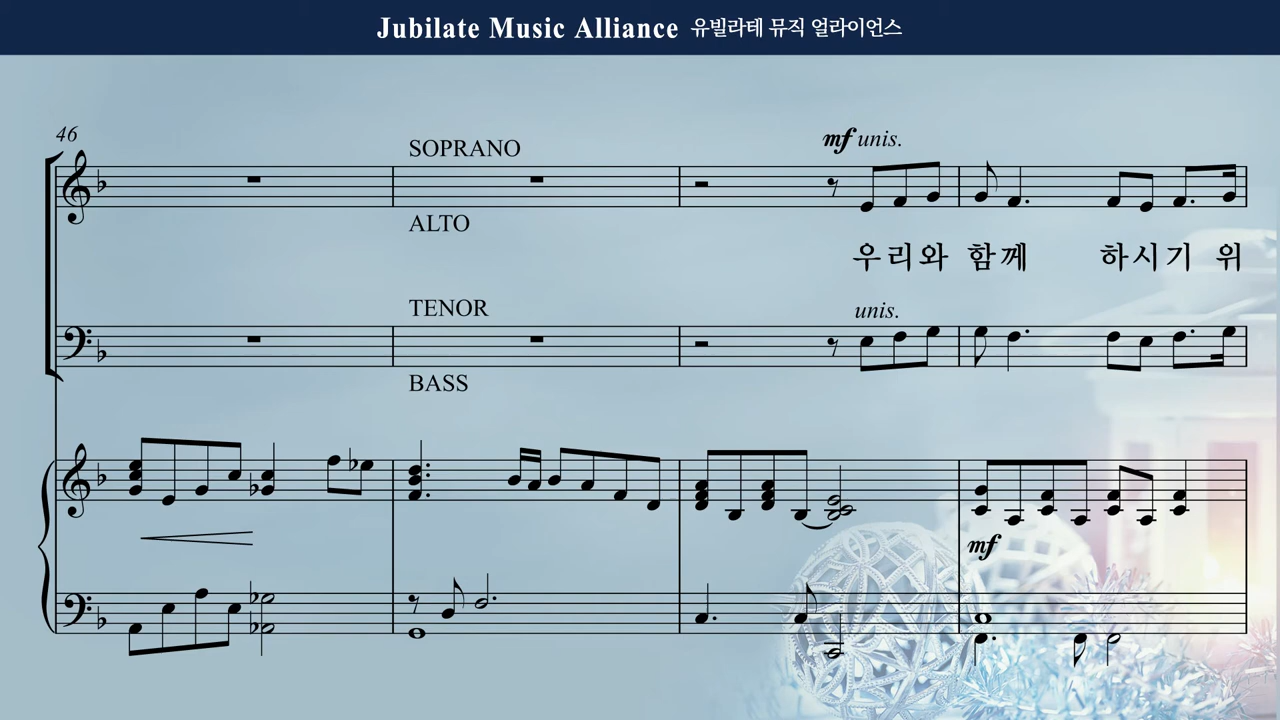 Jubilate Music Alliance 유빌라테 뮤직 얼라이언스
46
SOPRANO
mf unis.
ALTO
우리와 함께 하시기 위
TENOR
unis.
BASS
mf